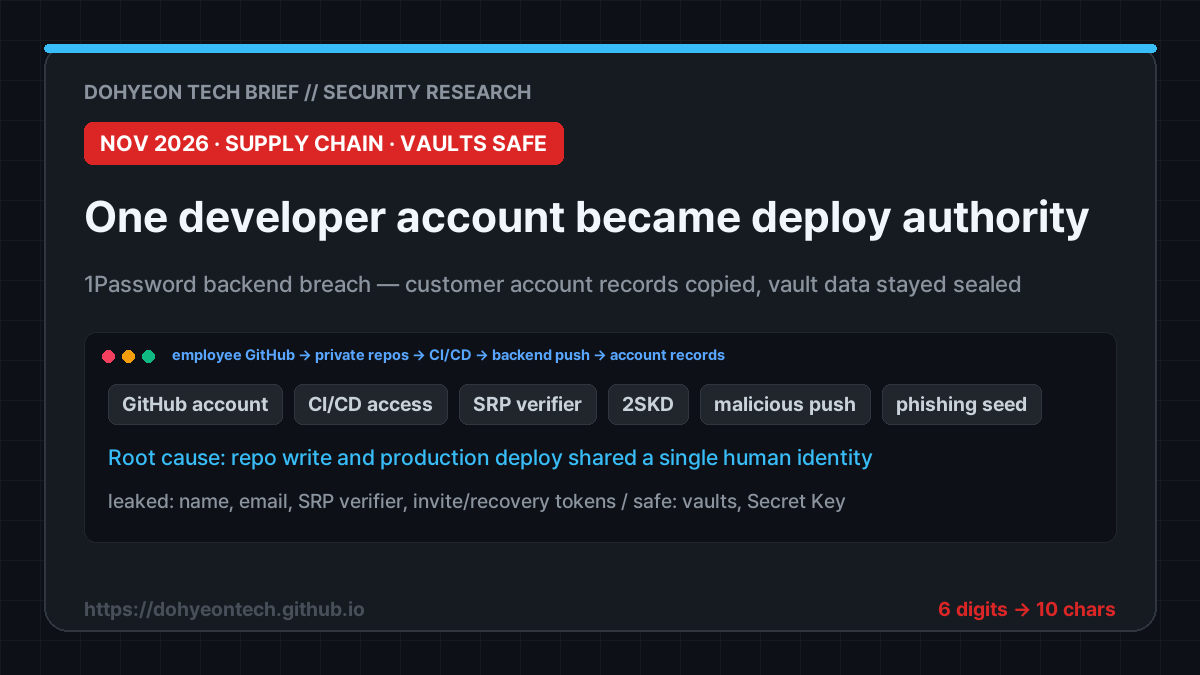 DOHYEON TECH BRIEF // SECURITY RESEARCH
NOV 2026 · SUPPLY CHAIN · VAULTS SAFE
One developer account became deploy authority
1Password backend breach — customer account records copied, vault data stayed sealed
employee GitHub → private repos → CI/CD → backend push → account records
GitHub account CI/CD access SRP verifier 2SKD malicious push phishing seed
Root cause: repo write and production deploy shared a single human identity
leaked: name, email, SRP verifier, invite/recovery tokens / safe: vaults, Secret Key
https://dohyeontech.github.io 6 digits → 10 chars